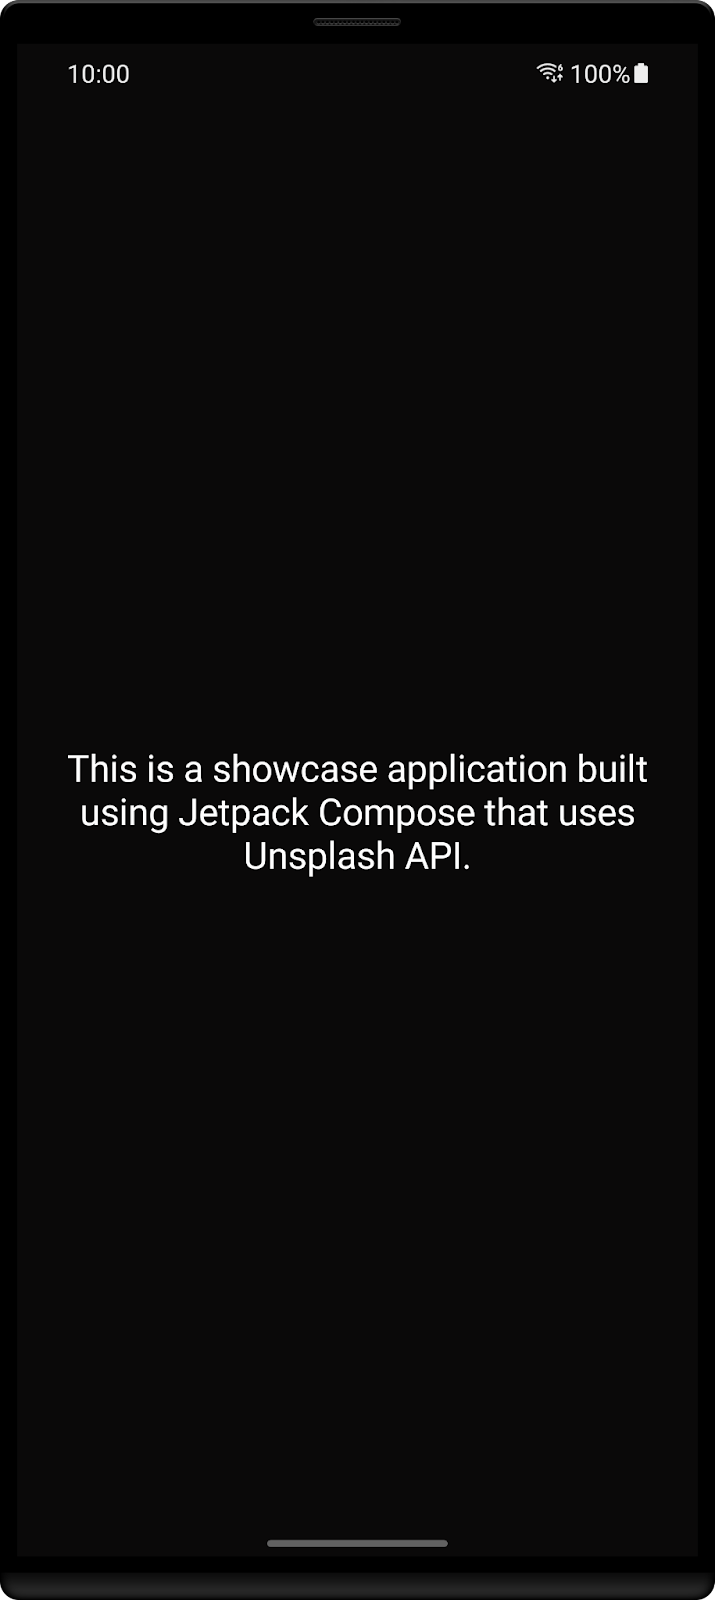 10:00 100%
This is a showcase application built
using Jetpack Compose that uses
Unsplash API.